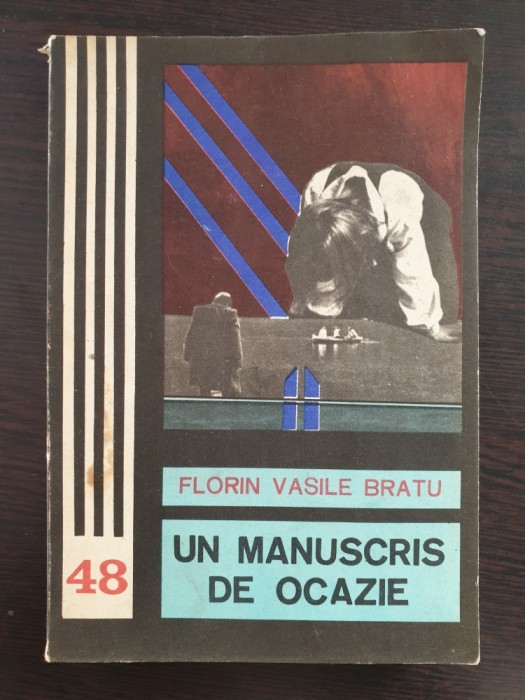 FLORIN VASILE BRATU
UN MANUSCRIS
DE OCAZIE
48